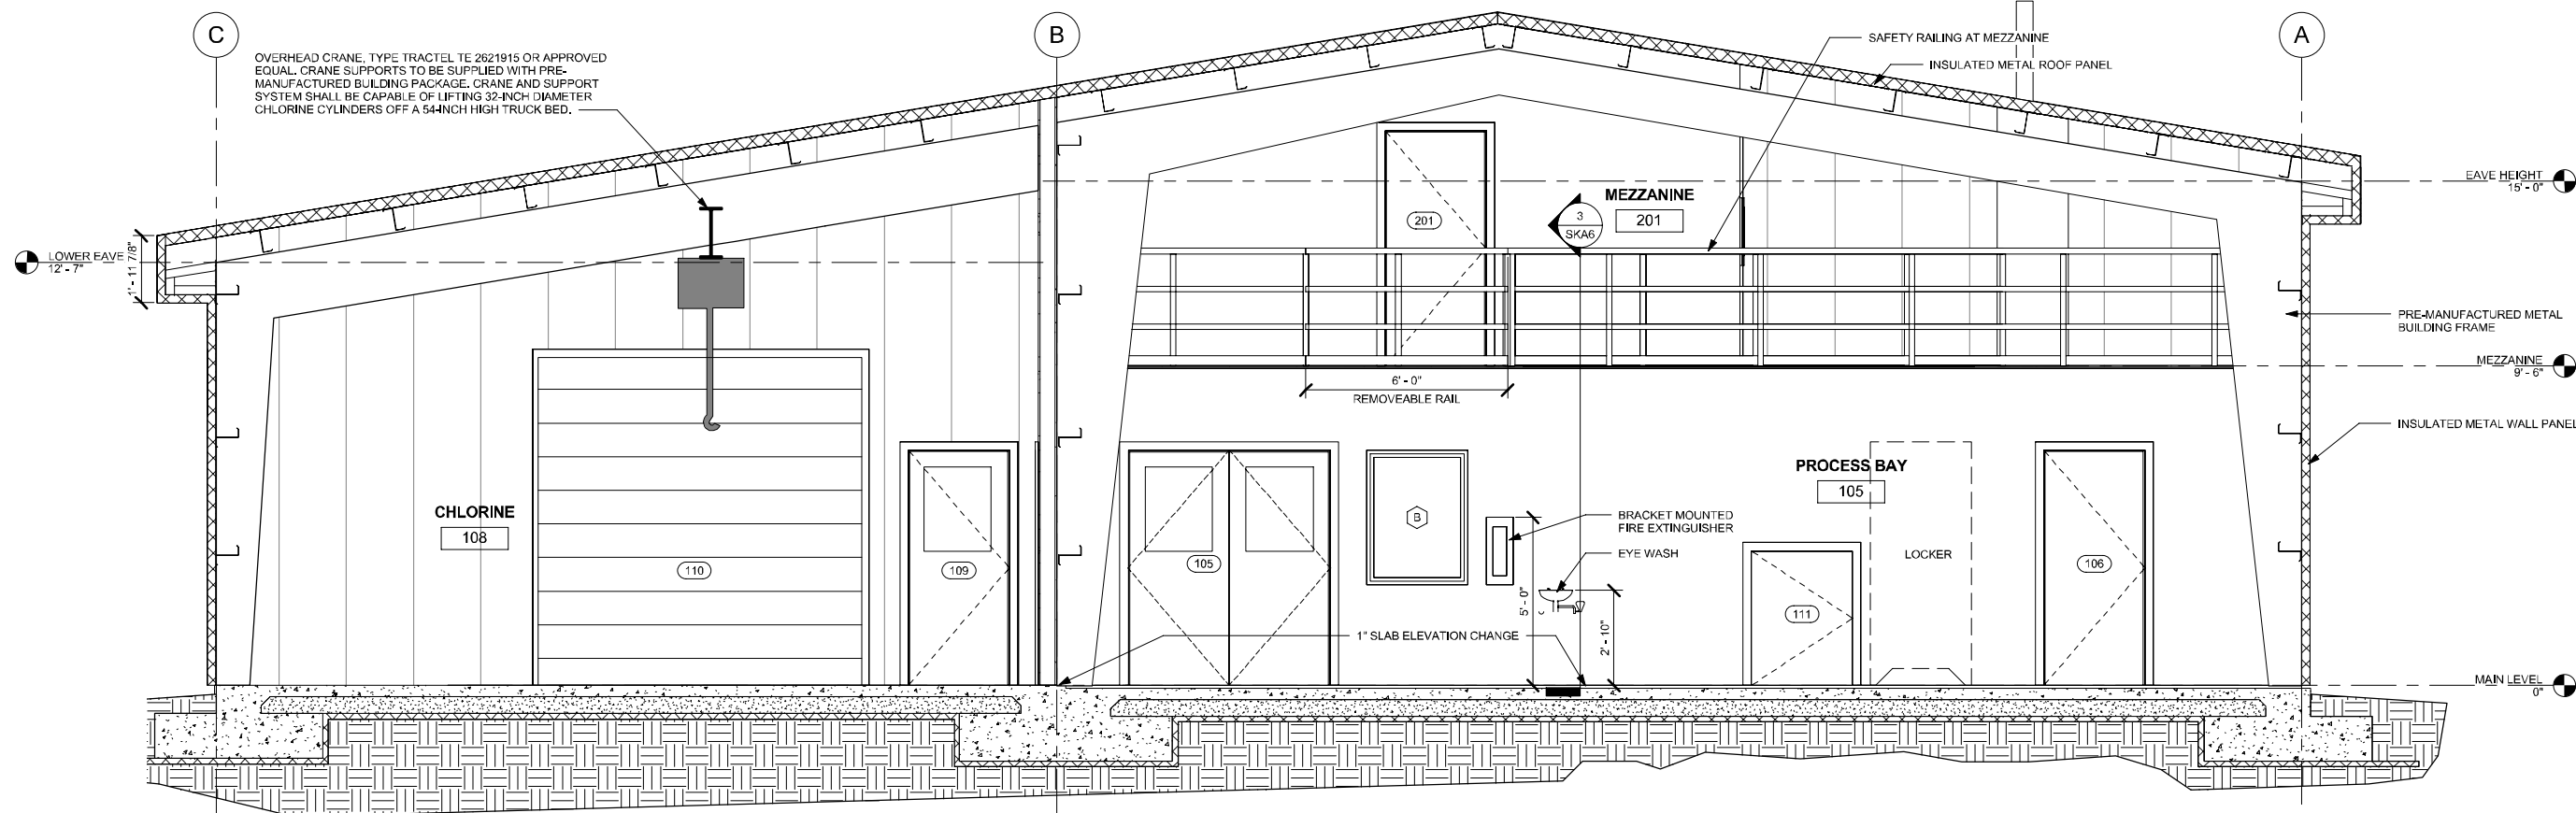 C
B
A
OVERHEAD CRANE, TYPE TRACTEL TE 2621915 OR APPROVED
EQUAL. CRANE SUPPORTS TO BE SUPPLIED WITH PRE-
MANUFACTURED BUILDING PACKAGE. CRANE AND SUPPORT
SYSTEM SHALL BE CAPABLE OF LIFTING 32-INCH DIAMETER
CHLORINE CYLINDERS OFF A 54-INCH HIGH TRUCK BED.
SAFETY RAILING AT MEZZANINE
INSULATED METAL ROOF PANEL
EAVE HEIGHT
15' - 0"
MEZZANINE
201
201
3
SKA6
LOWER EAVE
12' - 7"
1' - 11 7/8"
PRE-MANUFACTURED METAL
BUILDING FRAME
MEZZANINE
9' - 6"
6' - 0"
REMOVEABLE RAIL
INSULATED METAL WALL PANEL
PROCESS BAY
105
CHLORINE
108
B
BRACKET MOUNTED
FIRE EXTINGUISHER
EYE WASH
LOCKER
110
109
105
106
111
5' - 0"
2' - 10"
1" SLAB ELEVATION CHANGE
MAIN LEVEL
0"